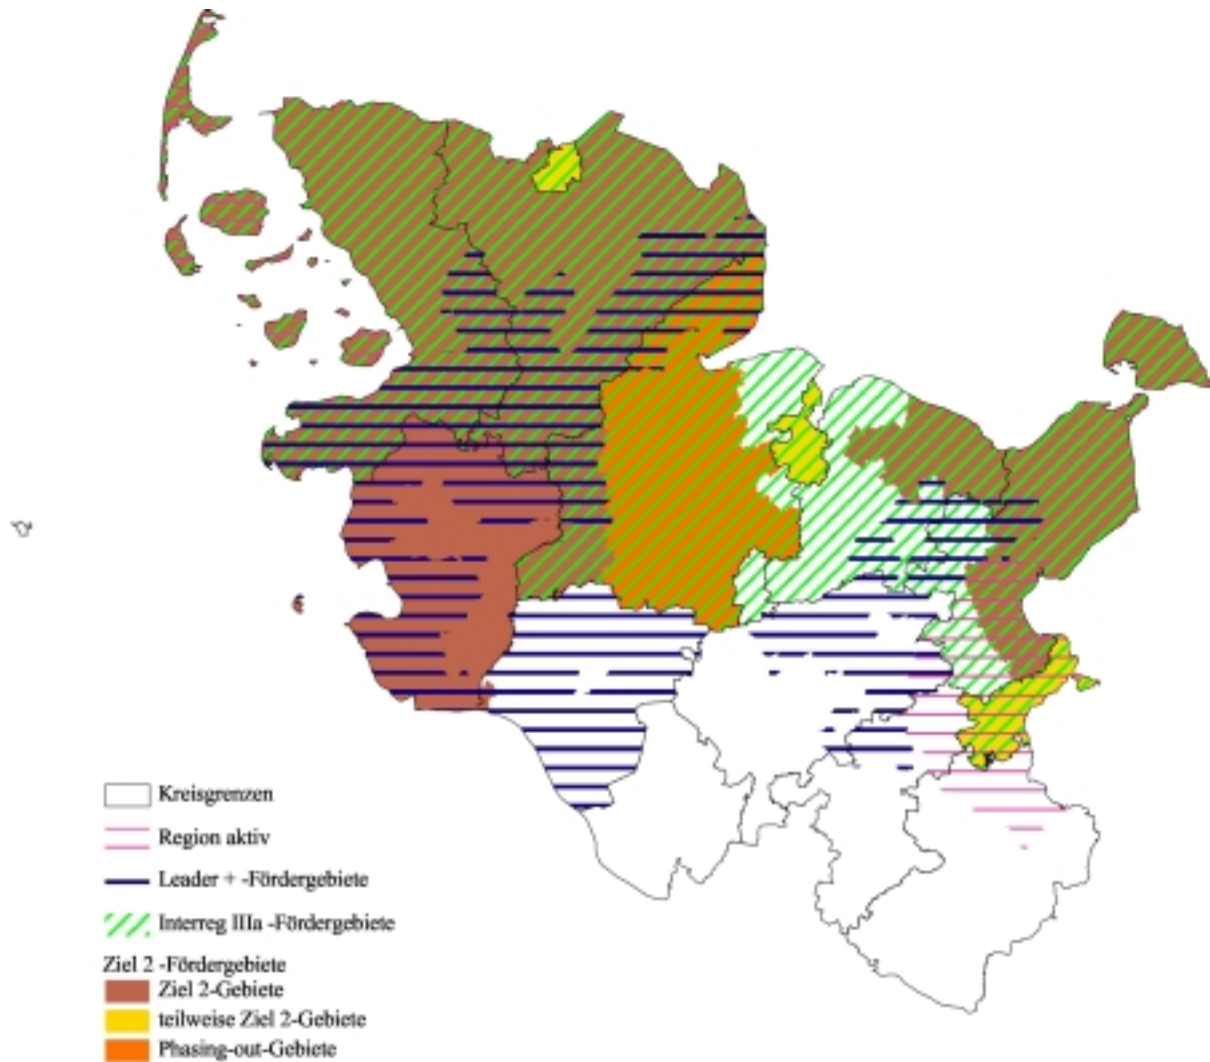 Kreisgrenzen
Region aktiv
Leader + -Fördergebiete
Interreg IIIa -Fördergebiete
Ziel 2 -Fördergebiete
Ziel 2-Gebiete
teilweise Ziel 2-Gebiete
Phasing-out-Gebiete